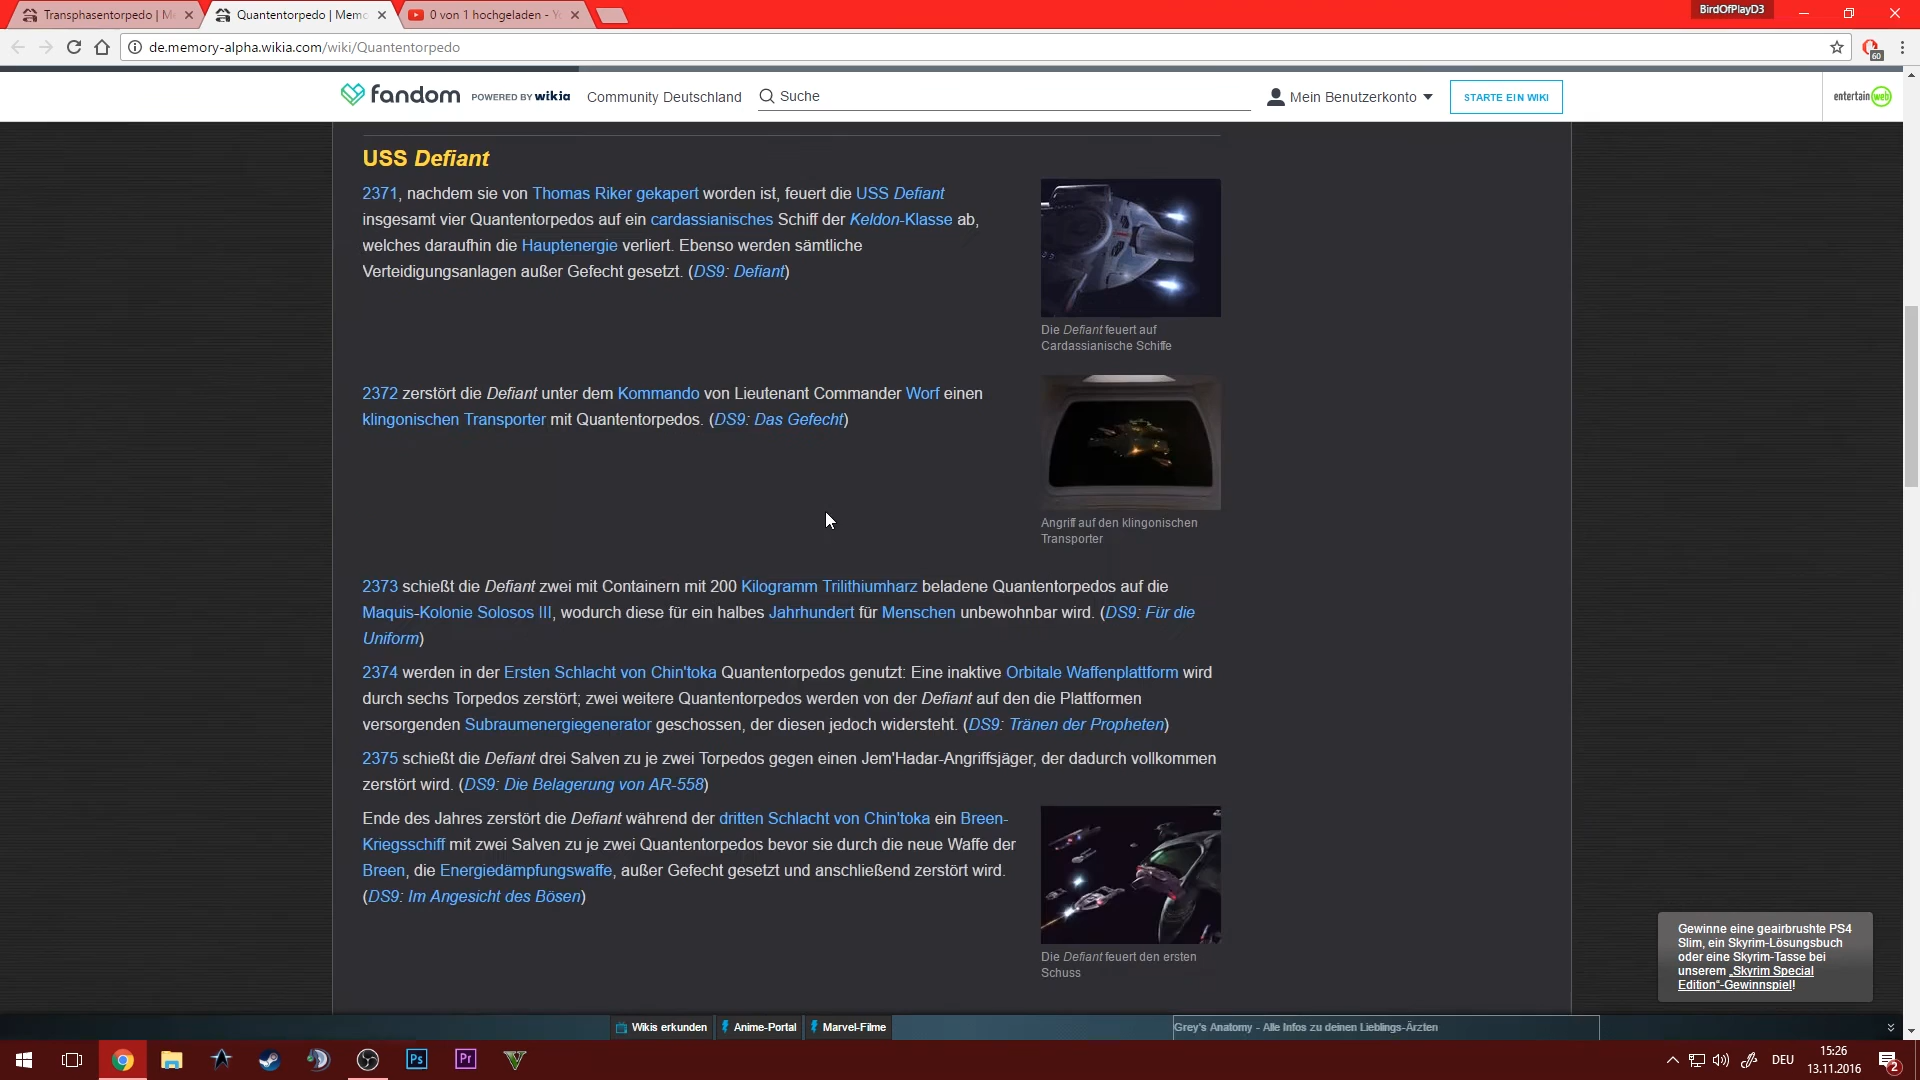 Transphasentorpedo | Me
Quantentorpedo | Memo
0 von 1 hochgeladen - Yo
BirdOfPlayD3
de.memory-alpha.wikia.com/wiki/Quantentorpedo
60
fandom POWERED BY wikia Community Deutschland Suche Mein Benutzerkonto STARTE EIN WIKI entertainweb
USS Defiant
2371, nachdem sie von Thomas Riker gekapert worden ist, feuert die USS Defiant
insgesamt vier Quantentorpedos auf ein cardassianisches Schiff der Keldon-Klasse ab,
welches daraufhin die Hauptenergie verliert. Ebenso werden sämtliche
Verteidigungsanlagen außer Gefecht gesetzt. (DS9: Defiant)
Die Defiant feuert auf
Cardassianische Schiffe
2372 zerstört die Defiant unter dem Kommando von Lieutenant Commander Worf einen
klingonischen Transporter mit Quantentorpedos. (DS9: Das Gefecht)
Angriff auf den klingonischen
Transporter
2373 schießt die Defiant zwei mit Containern mit 200 Kilogramm Trilithiumharz beladene Quantentorpedos auf die
Maquis-Kolonie Solosos III, wodurch diese für ein halbes Jahrhundert für Menschen unbewohnbar wird. (DS9: Für die
Uniform)
2374 werden in der Ersten Schlacht von Chin'toka Quantentorpedos genutzt: Eine inaktive Orbitale Waffenplattform wird
durch sechs Torpedos zerstört; zwei weitere Quantentorpedos werden von der Defiant auf den die Plattformen
versorgenden Subraumenergiegenerator geschossen, der diesen jedoch widersteht. (DS9: Tränen der Propheten)
2375 schießt die Defiant drei Salven zu je zwei Torpedos gegen einen Jem'Hadar-Angriffsjäger, der dadurch vollkommen
zerstört wird. (DS9: Die Belagerung von AR-558)
Ende des Jahres zerstört die Defiant während der dritten Schlacht von Chin'toka ein Breen-
Kriegsschiff mit zwei Salven zu je zwei Quantentorpedos bevor sie durch die neue Waffe der
Breen, die Energiedämpfungswaffe, außer Gefecht gesetzt und anschließend zerstört wird.
(DS9: Im Angesicht des Bösen)
Die Defiant feuert den ersten
Schuss
Gewinne eine geairbrushte PS4
Slim, ein Skyrim-Lösungsbuch
oder eine Skyrim-Tasse bei
unserem „Skyrim Special
Edition“-Gewinnspiel!
Wikis erkunden Anime-Portal Marvel-Filme Grey's Anatomy - Alle Infos zu deinen Lieblings-Ärzten
Ps Pr V
DEU
15:26
13.11.2016
2